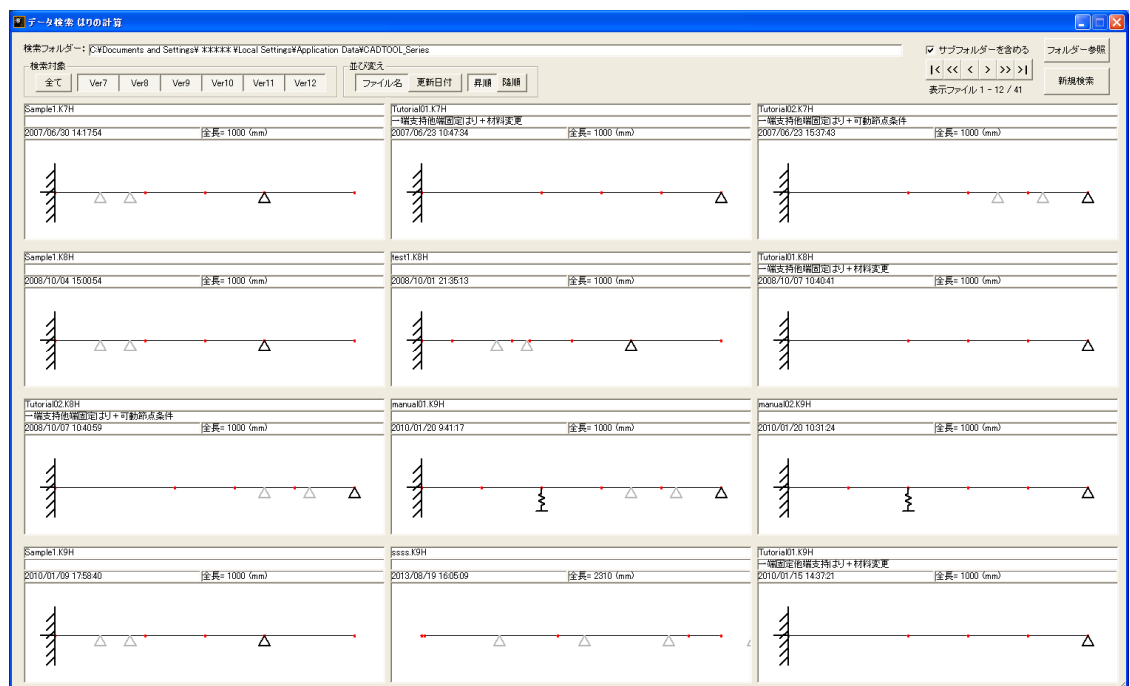 データ検索 はりの計算
検索フォルダー： C:¥Documents and Settings¥ ***** ¥Local Settings¥Application Data¥CADTOOL_Series
サブフォルダーを含める
フォルダー参照
検索対象
全て Ver7 Ver8 Ver9 Ver10 Ver11 Ver12
並び変え
ファイル名 更新日付 昇順 降順
|< << < > >> >|
表示ファイル 1 - 12 / 41
新規検索
Sample1.K7H
2007/06/30 14:17:54 全長= 1000 (mm)
Tutorial01.K7H
一端支持他端固定はり＋材料変更
2007/06/23 10:47:34 全長= 1000 (mm)
Tutorial02.K7H
一端支持他端固定はり＋可動節点条件
2007/06/23 15:37:43 全長= 1000 (mm)
Sample1.K8H
2008/10/04 15:00:54 全長= 1000 (mm)
test1.K8H
2008/10/01 21:35:13 全長= 1000 (mm)
Tutorial01.K8H
一端支持他端固定はり＋材料変更
2008/10/07 10:40:41 全長= 1000 (mm)
Tutorial02.K8H
一端支持他端固定はり＋可動節点条件
2008/10/07 10:40:59 全長= 1000 (mm)
manual01.K9H
2010/01/20 9:41:17 全長= 1000 (mm)
manual02.K9H
2010/01/20 10:31:24 全長= 1000 (mm)
Sample1.K9H
2010/01/09 17:58:40 全長= 1000 (mm)
ssss.K9H
2013/08/19 16:05:09 全長= 2310 (mm)
Tutorial01.K9H
一端固定他端支持はり＋材料変更
2010/01/15 14:37:21 全長= 1000 (mm)